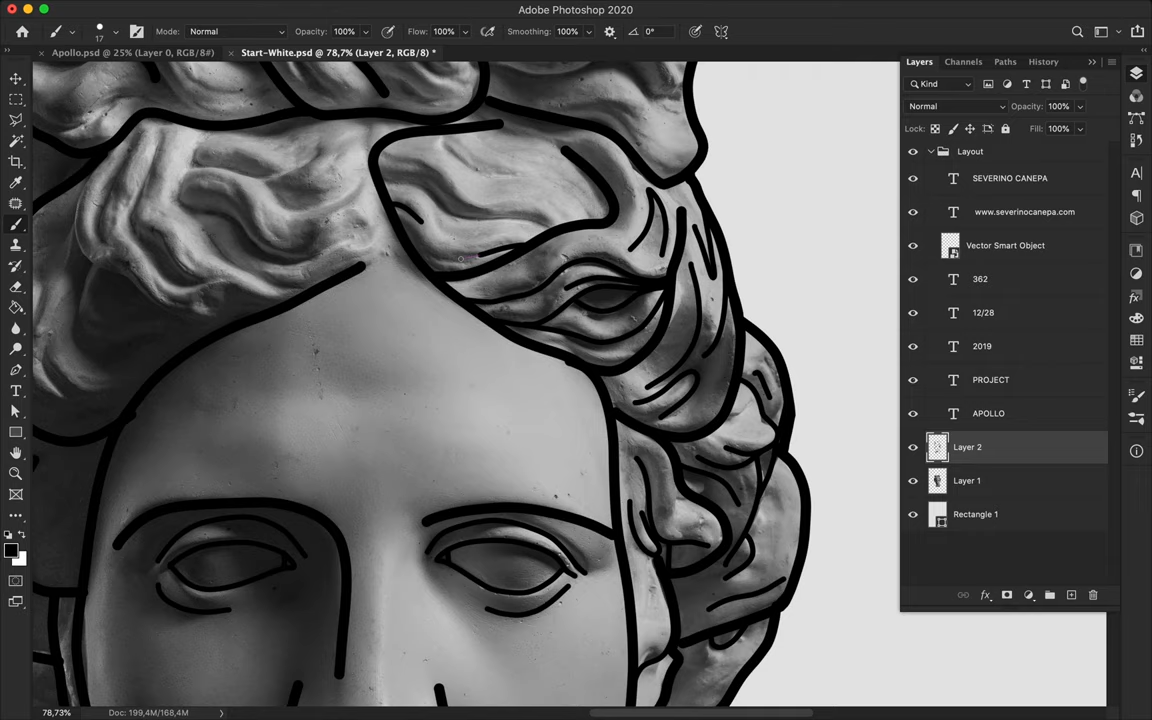 Adobe Photoshop 2020
17
Mode: Normal
Opacity: 100%
Flow: 100%
Smoothing: 100%
0°
Apollo.psd @ 25% (Layer 0, RGB/8#)
Start-White.psd @ 78,7% (Layer 2, RGB/8) *
Layers Channels Paths History
Kind
Normal
Opacity: 100%
Lock:
Fill: 100%
Layout
SEVERINO CANEPA
www.severinocanepa.com
Vector Smart Object
362
12/28
2019
PROJECT
APOLLO
Layer 2
Layer 1
Rectangle 1
78,73%
Doc: 199,4M/168,4M